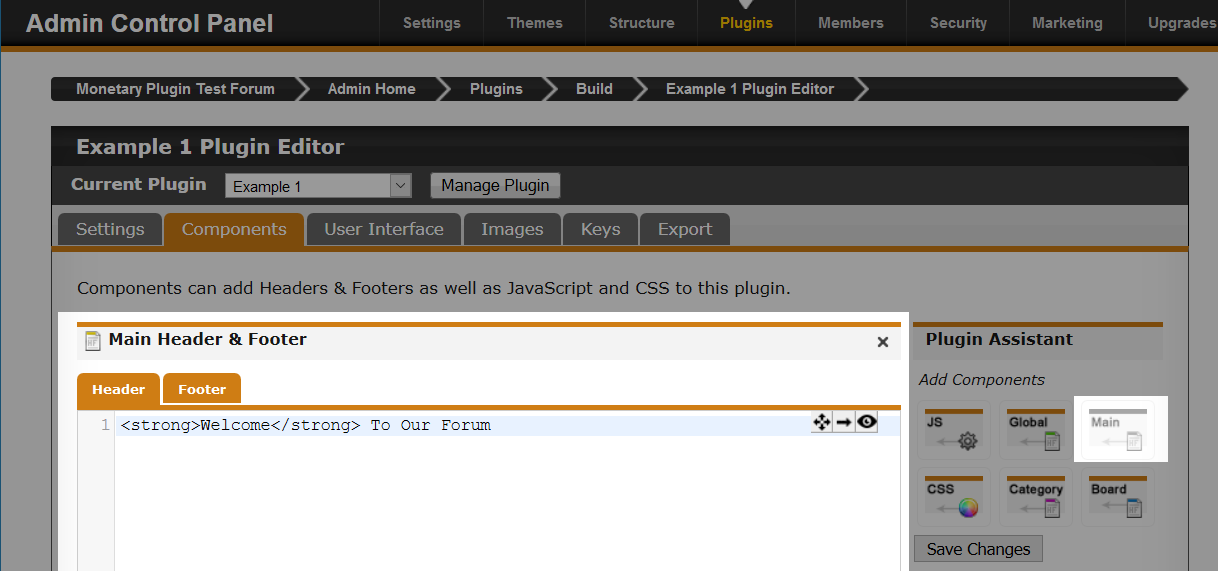 Admin Control Panel Settings Themes Structure Plugins Members Security Marketing Upgrades
Monetary Plugin Test Forum Admin Home Plugins Build Example 1 Plugin Editor
Example 1 Plugin Editor
Current Plugin Example 1 Manage Plugin
Settings Components User Interface Images Keys Export
Components can add Headers & Footers as well as JavaScript and CSS to this plugin.
Main Header & Footer
Header Footer
1 <strong>Welcome</strong> To Our Forum
Plugin Assistant
Add Components
JS Global Main
CSS Category Board
Save Changes